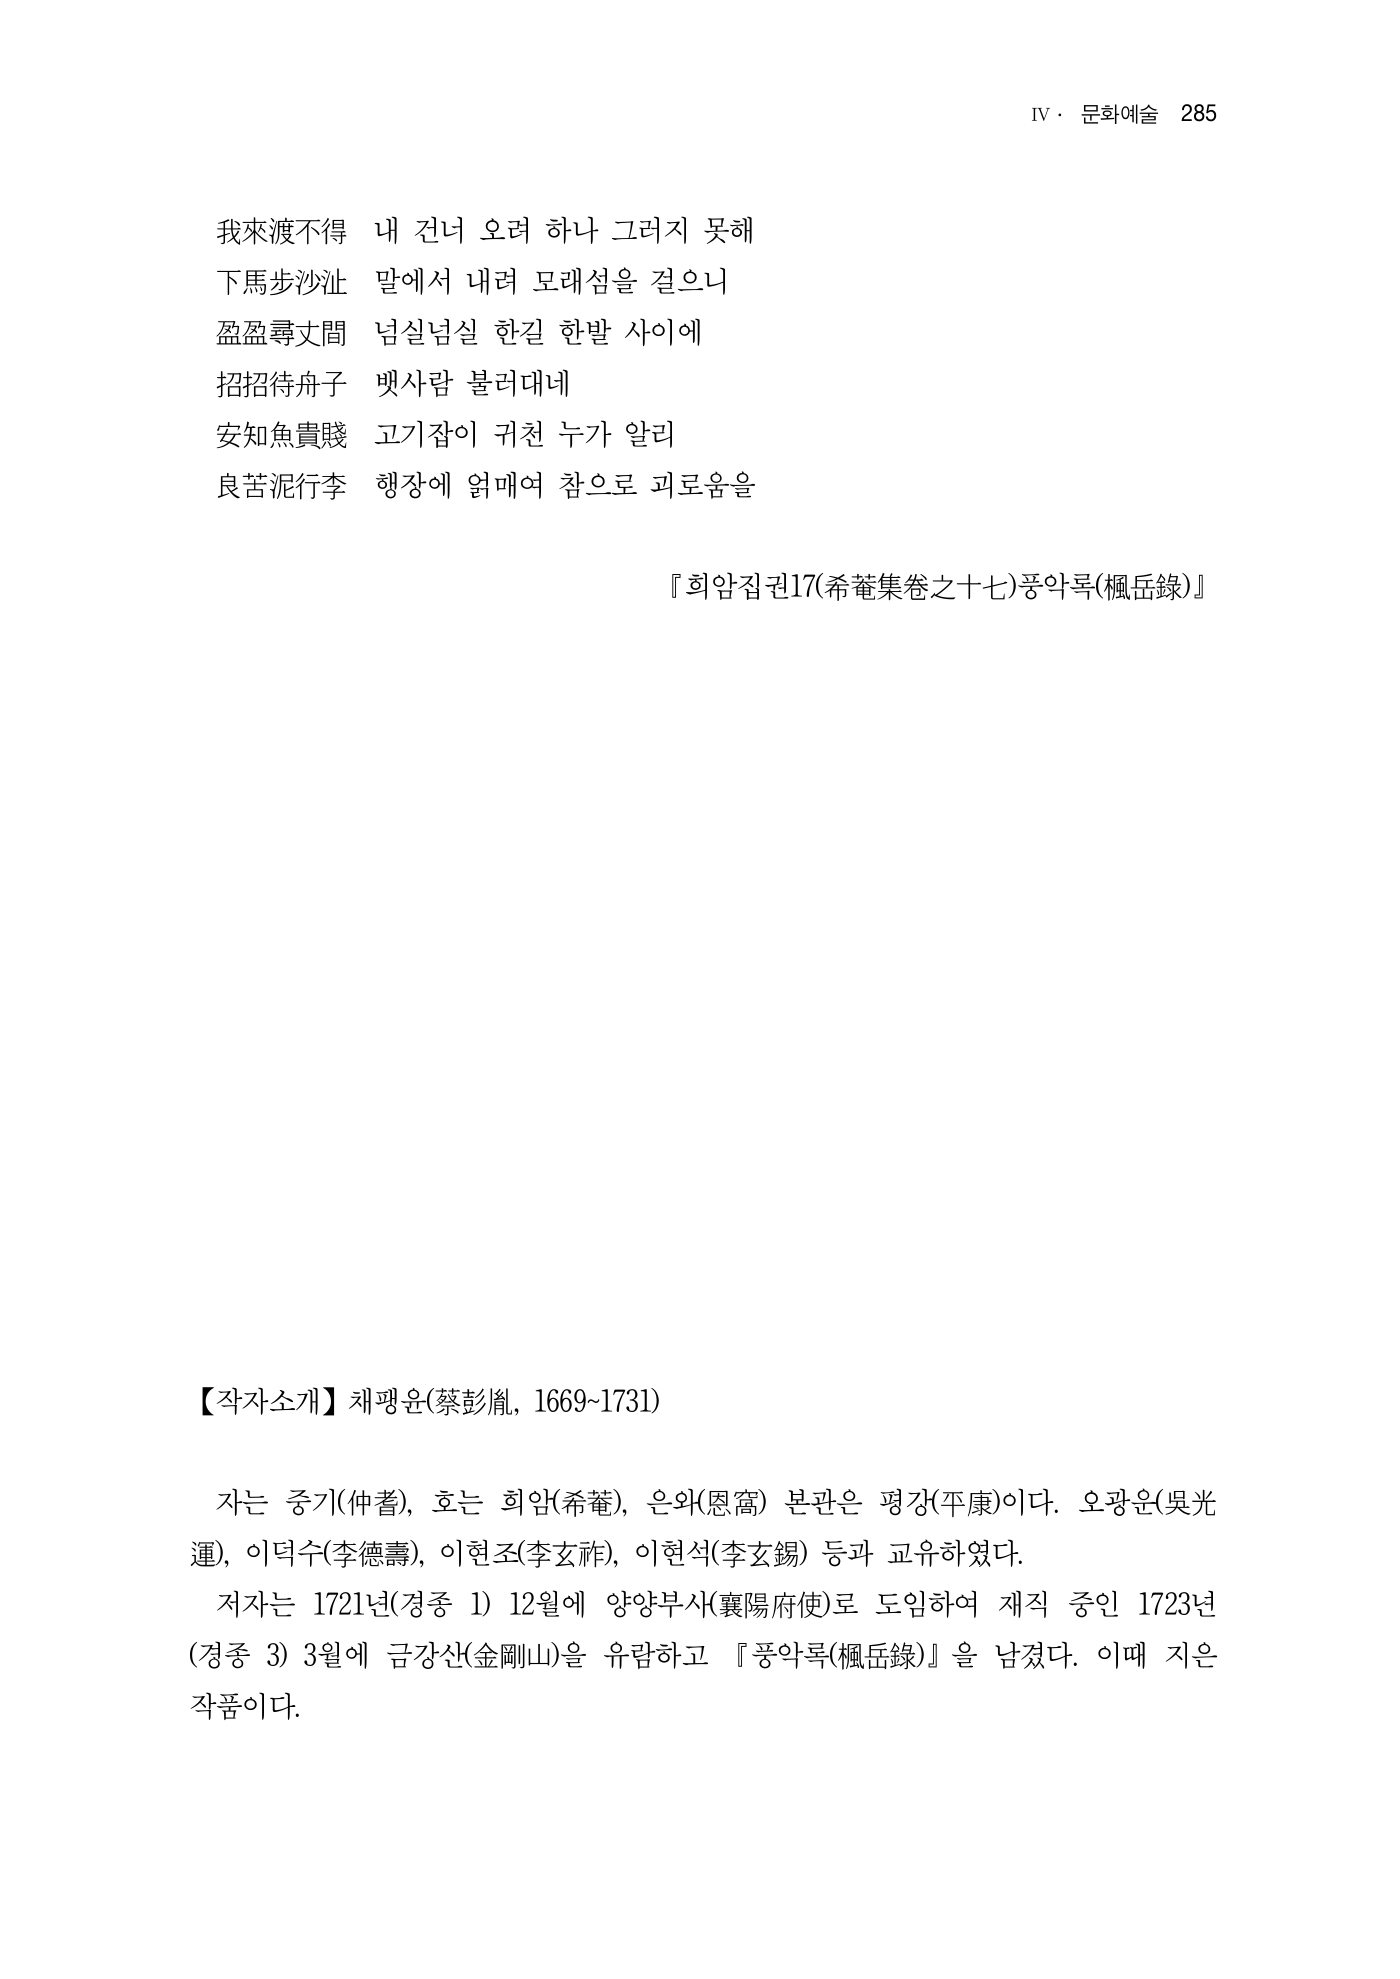 IV · 문화예술 285
我來渡不得 내 건너 오려 하나 그러지 못해
下馬步沙沚 말에서 내려 모래섬을 걸으니
盈盈尋丈間 넘실넘실 한길 한발 사이에
招招待舟子 뱃사람 불러대네
安知魚貴賤 고기잡이 귀천 누가 알리
良苦泥行李 행장에 얽매여 참으로 괴로움을
『희암집권17(希菴集卷之十七)풍악록(楓岳錄)』
【작자소개】채팽윤(蔡彭胤, 1669~1731)
자는 중기(仲耆), 호는 희암(希菴), 은와(恩窩) 본관은 평강(平康)이다. 오광운(吳光
運), 이덕수(李德壽), 이현조(李玄祚), 이현석(李玄錫) 등과 교유하였다.
저자는 1721년(경종 1) 12월에 양양부사(襄陽府使)로 도임하여 재직 중인 1723년
(경종 3) 3월에 금강산(金剛山)을 유람하고 『풍악록(楓岳錄)』을 남겼다. 이때 지은
작품이다.